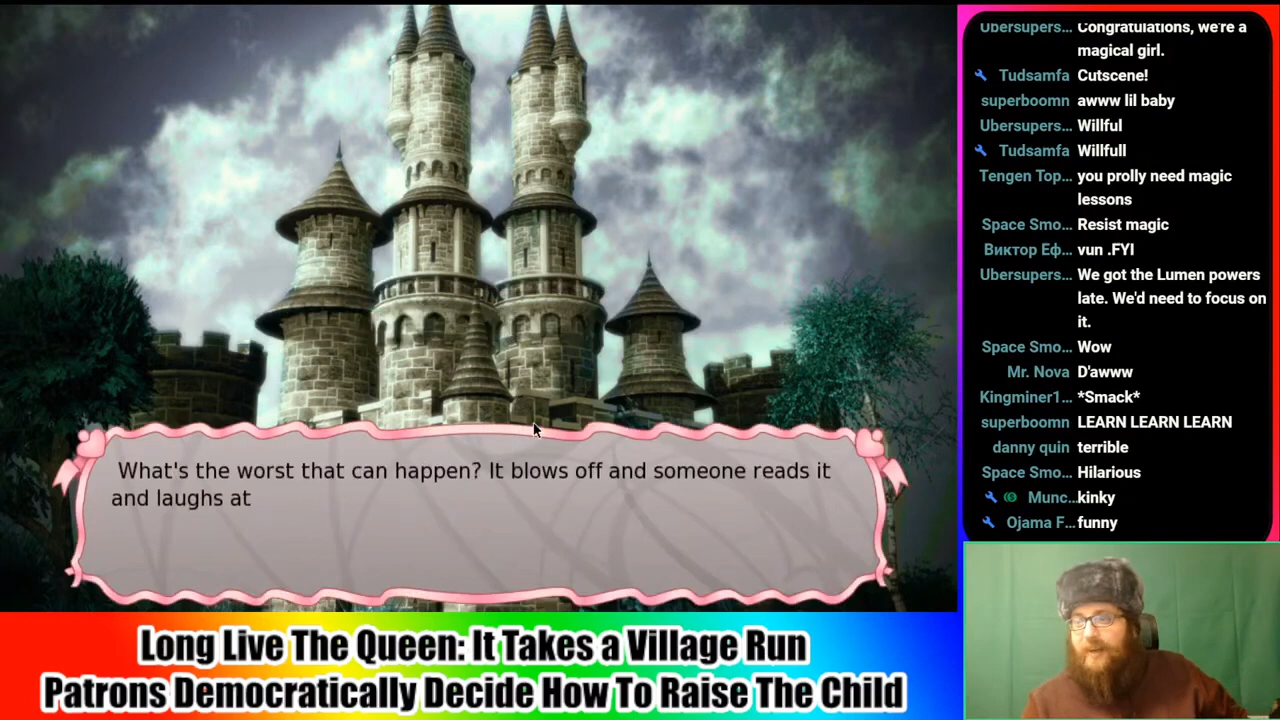 What's the worst that can happen? It blows off and someone reads it
and laughs at
Long Live The Queen: It Takes a Village Run
Patrons Democratically Decide How To Raise The Child
Ubersupers... Congratulations, we're a
magical girl.
Tudsamfa Cutscene!
superboomn awww lil baby
Ubersupers... Willful
Tudsamfa Willfull
Tengen Top... you prolly need magic
lessons
Space Smo... Resist magic
Виктор Еф... vun .FYI
Ubersupers... We got the Lumen powers
late. We'd need to focus on
it.
Space Smo... Wow
Mr. Nova D'awww
Kingminer1... *Smack*
superboomn LEARN LEARN LEARN
danny quin terrible
Space Smo... Hilarious
Munc... kinky
Ojama F... funny